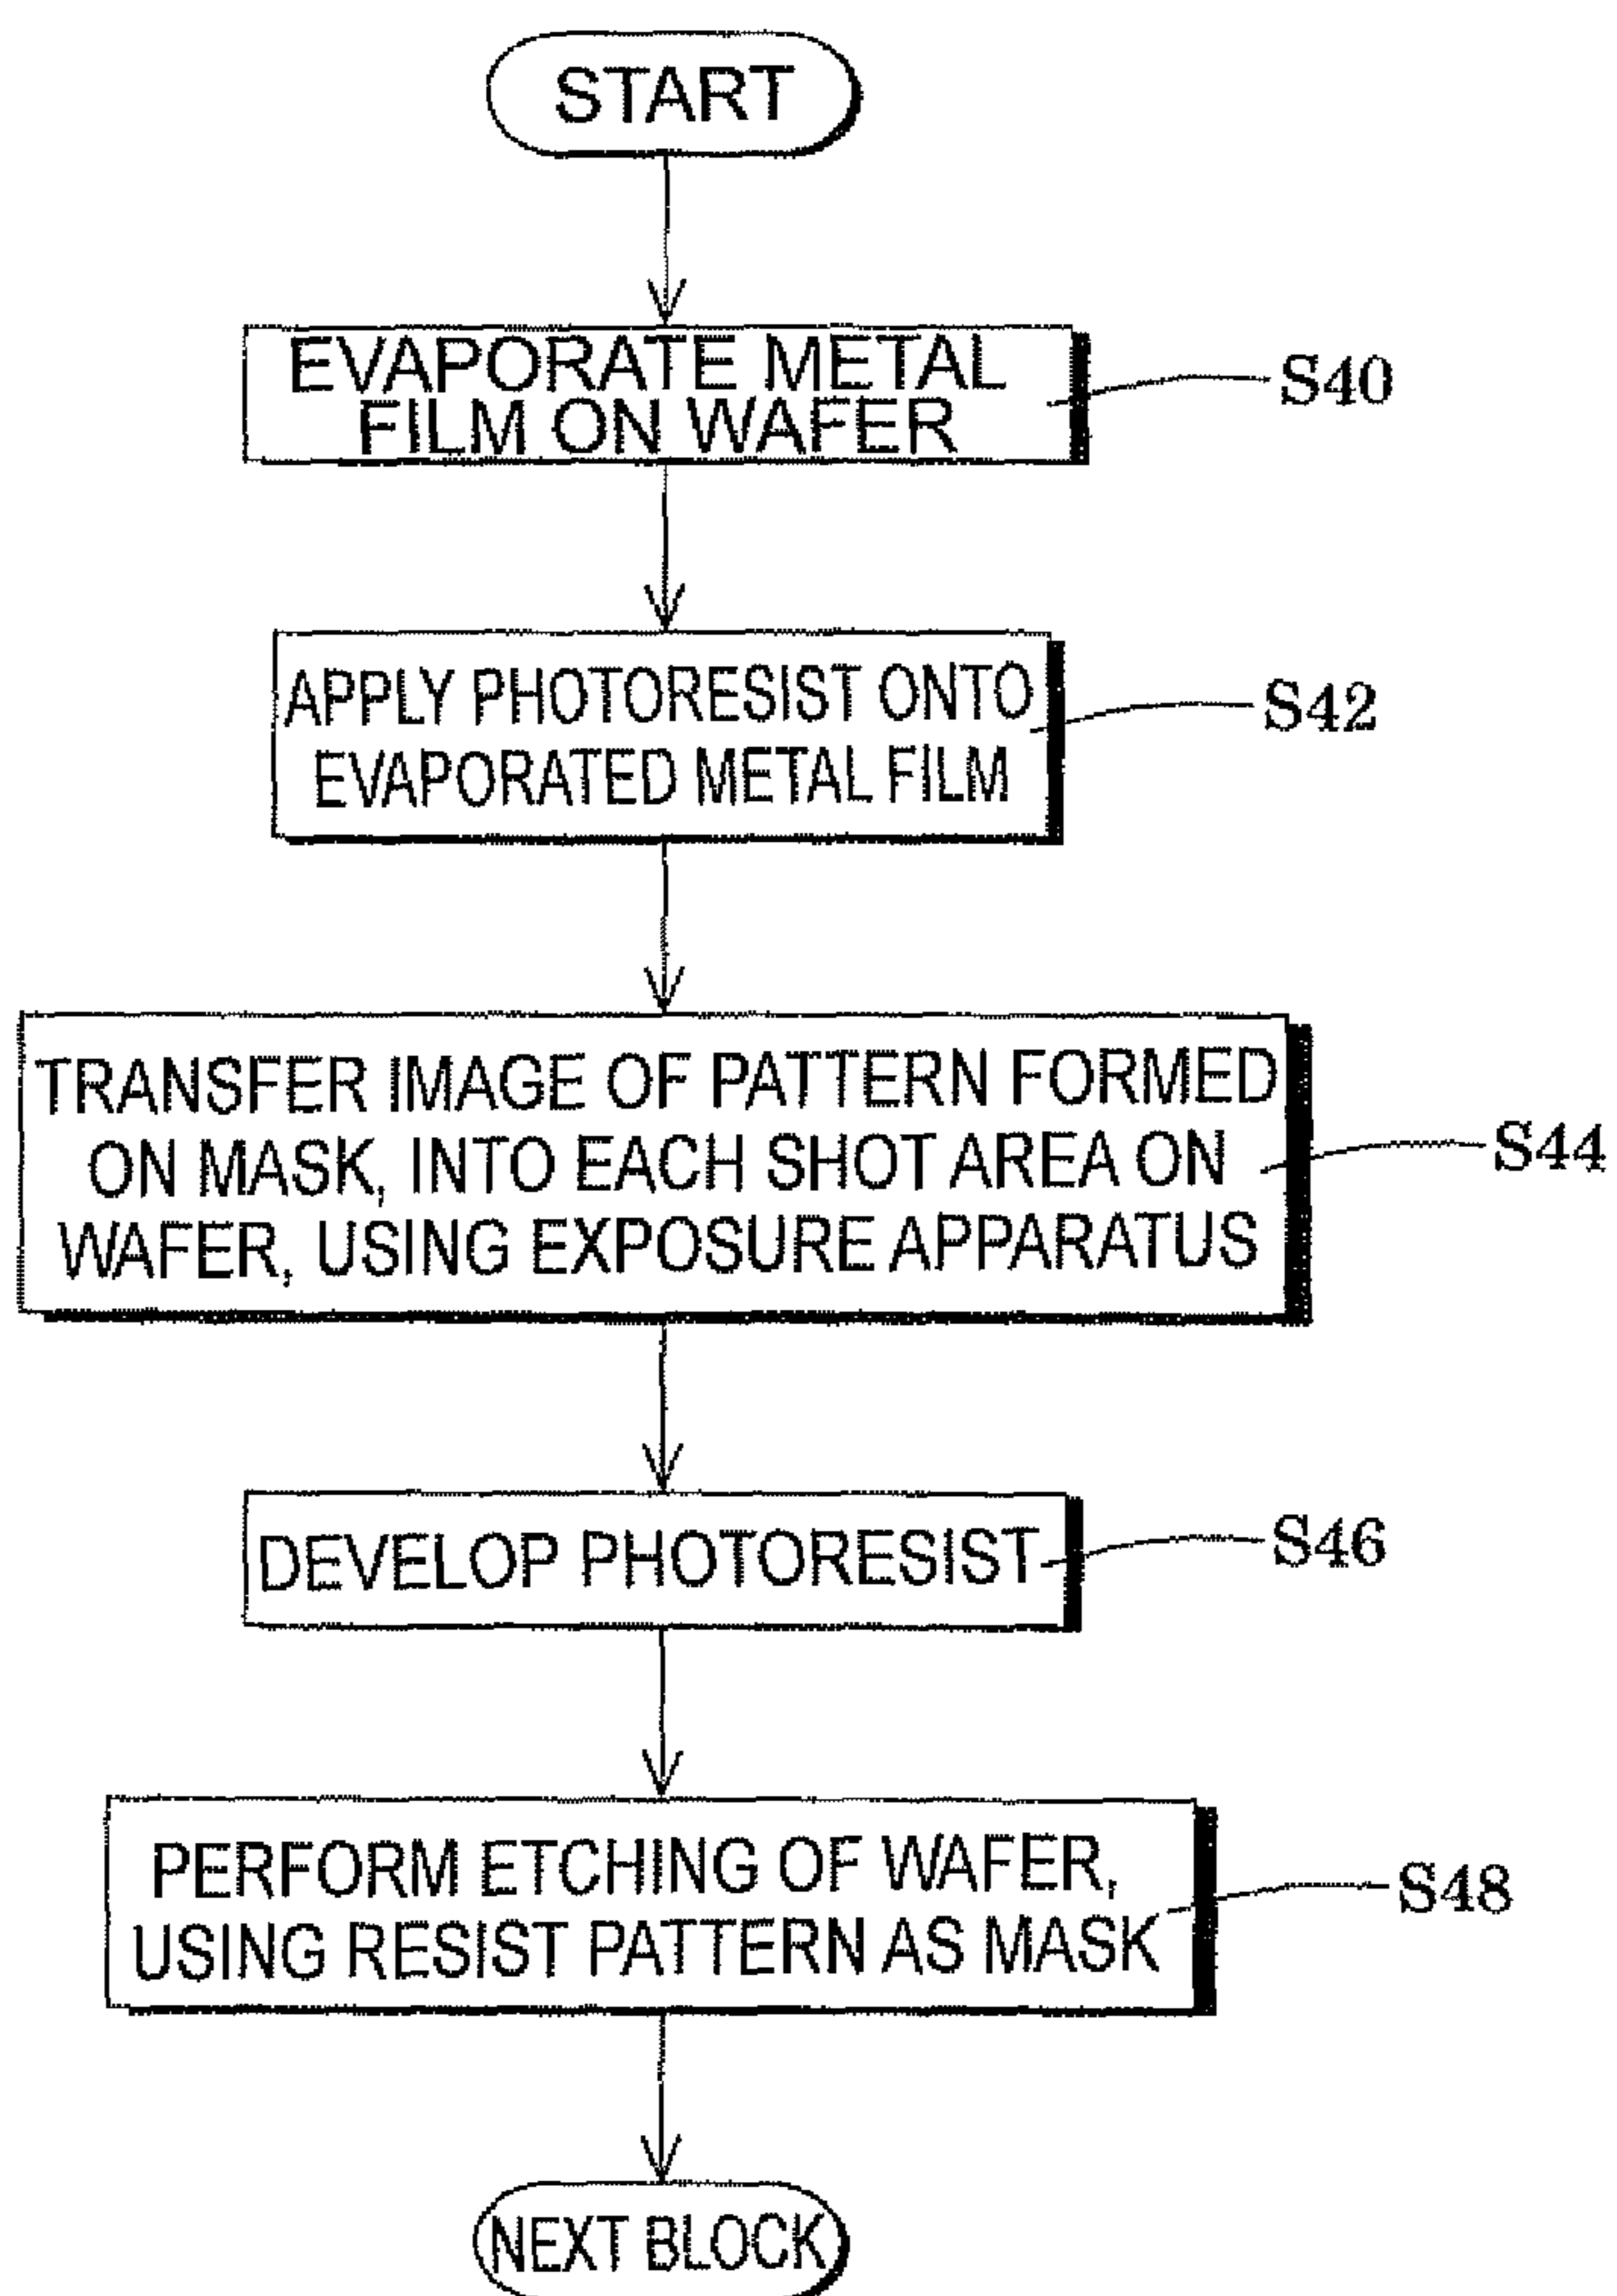 START
EVAPORATE METAL
FILM ON WAFER
S40
APPLY PHOTORESIST ONTO
EVAPORATED METAL FILM
S42
TRANSFER IMAGE OF PATTERN FORMED
ON MASK, INTO EACH SHOT AREA ON
WAFER, USING EXPOSURE APPARATUS
S44
DEVELOP PHOTORESIST
S46
PERFORM ETCHING OF WAFER,
USING RESIST PATTERN AS MASK
S48
NEXT BLOCK